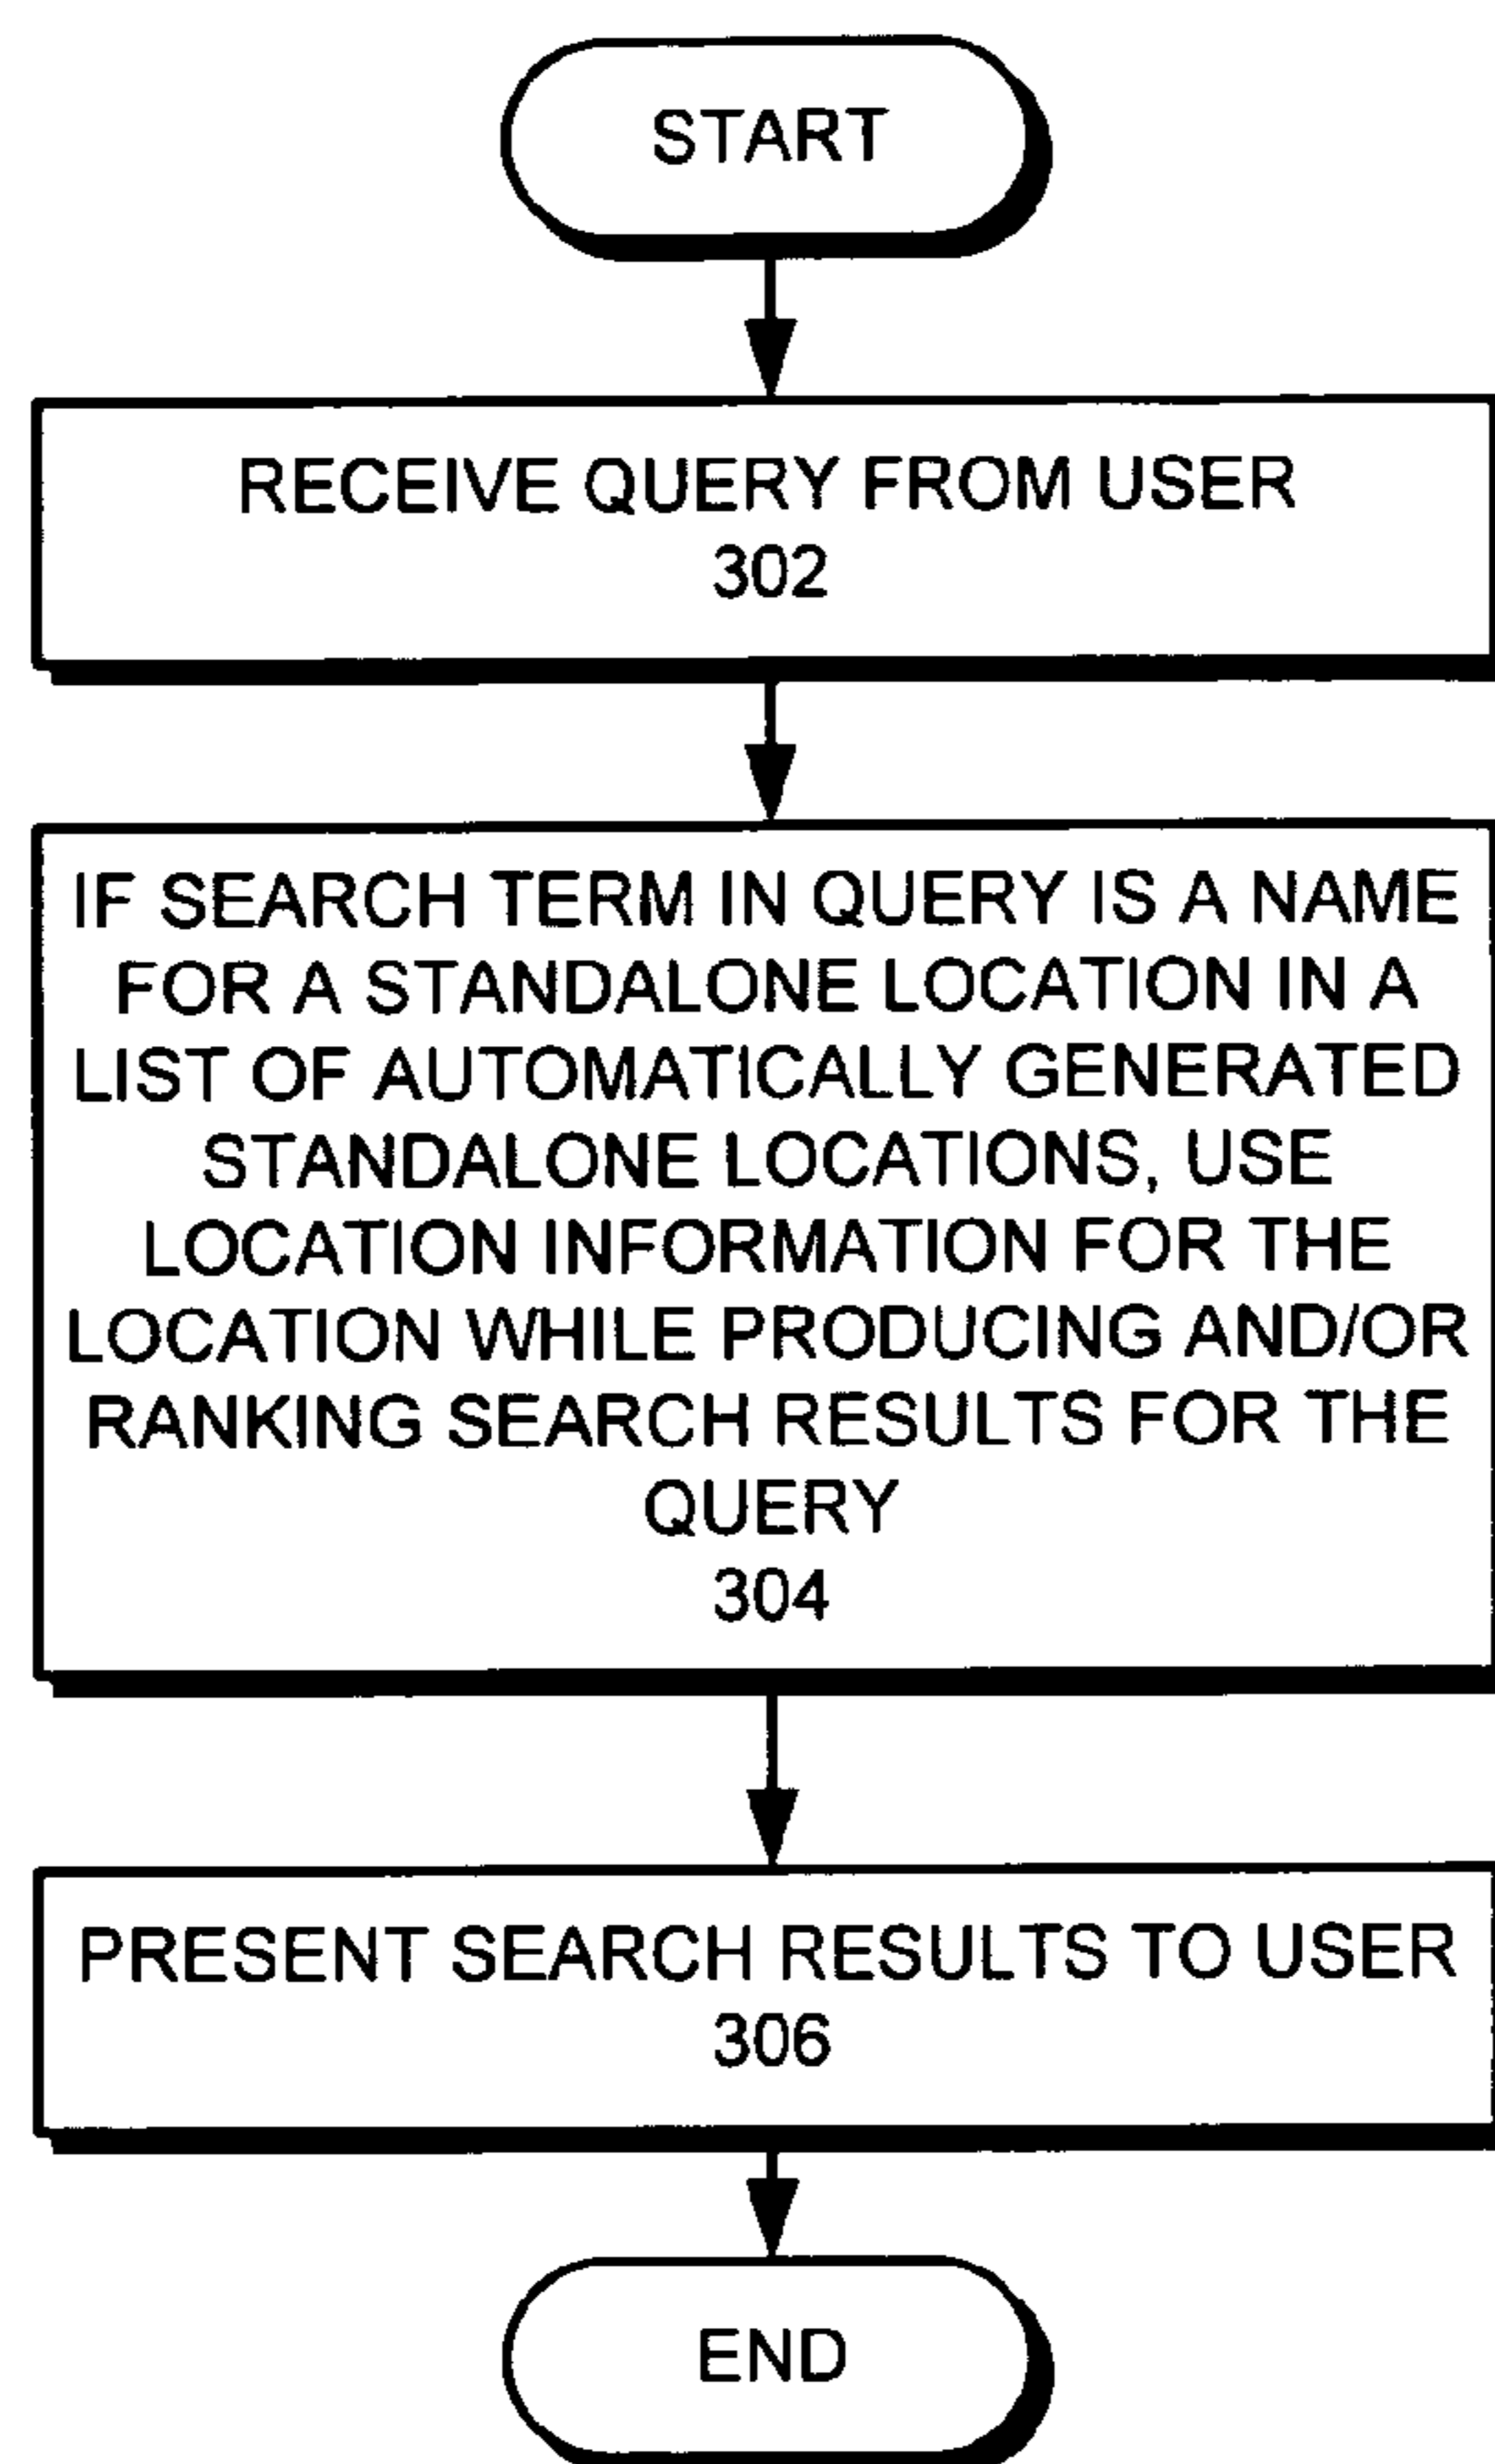 START
RECEIVE QUERY FROM USER
302
IF SEARCH TERM IN QUERY IS A NAME
FOR A STANDALONE LOCATION IN A
LIST OF AUTOMATICALLY GENERATED
STANDALONE LOCATIONS, USE
LOCATION INFORMATION FOR THE
LOCATION WHILE PRODUCING AND/OR
RANKING SEARCH RESULTS FOR THE
QUERY
304
PRESENT SEARCH RESULTS TO USER
306
END